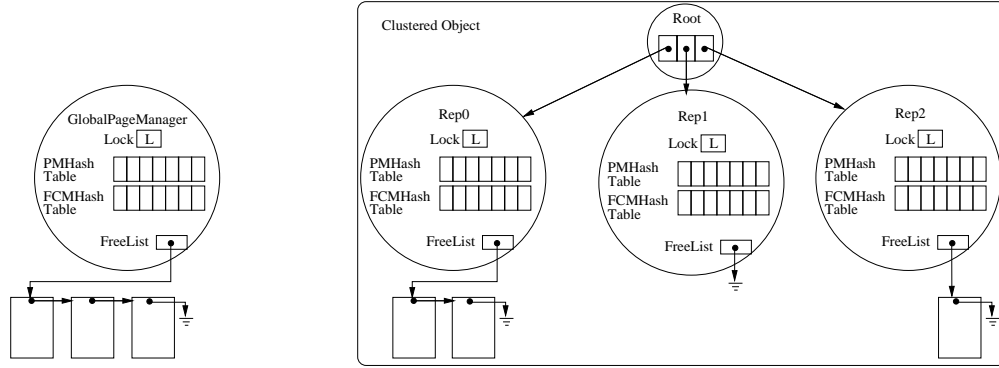 GlobalPageManager
Lock L
PMHash
Table
FCMHash
Table
FreeList
Clustered Object
Root
Rep0
Lock L
PMHash
Table
FCMHash
Table
FreeList
Rep1
Lock L
PMHash
Table
FCMHash
Table
FreeList
Rep2
Lock L
PMHash
Table
FCMHash
Table
FreeList